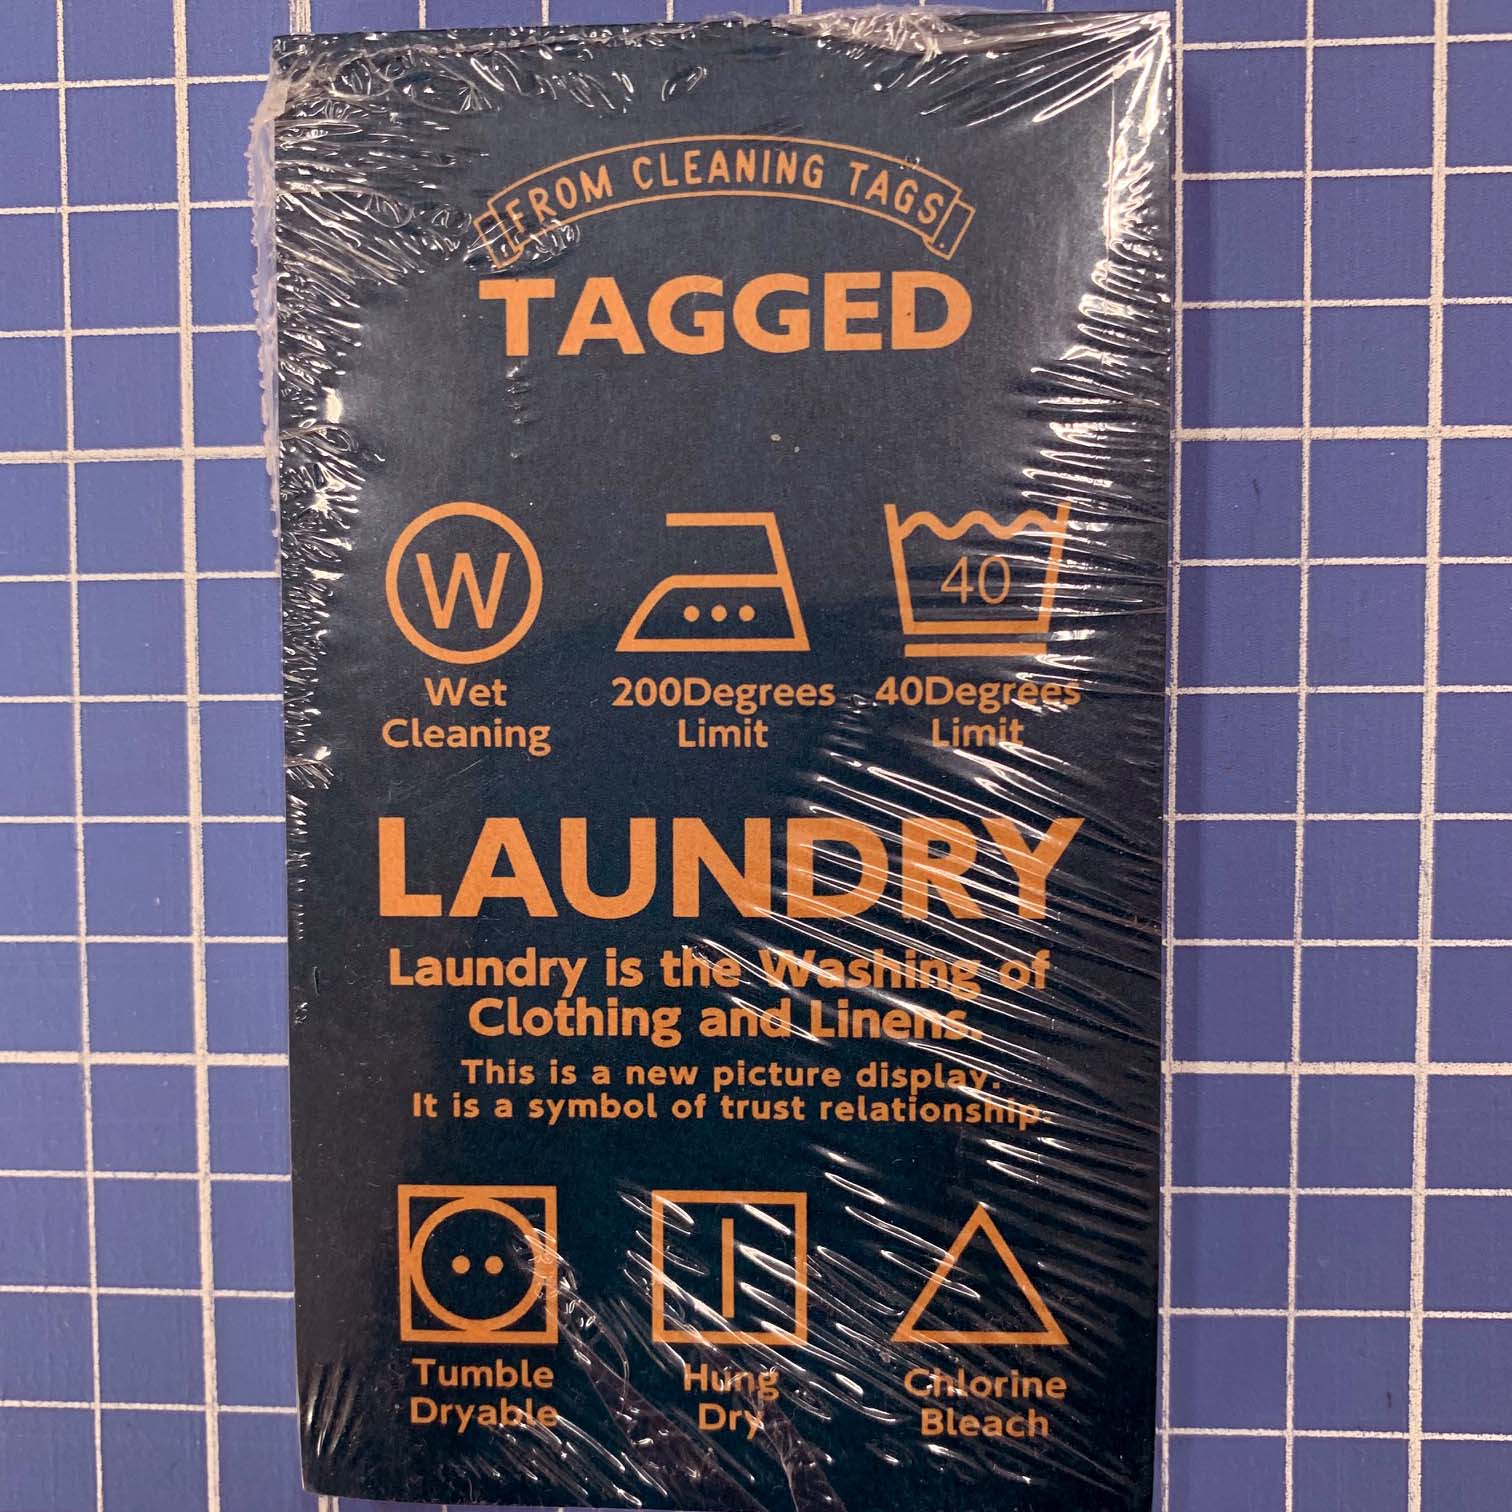 FROM CLEANING TAGS
TAGGED
W
40
Wet
Cleaning
200Degrees
Limit
40Degrees
Limit
LAUNDRY
Laundry is the Washing of
Clothing and Linens.
This is a new picture display.
It is a symbol of trust relationship.
Tumble
Dryable
Hung
Dry
Chlorine
Bleach